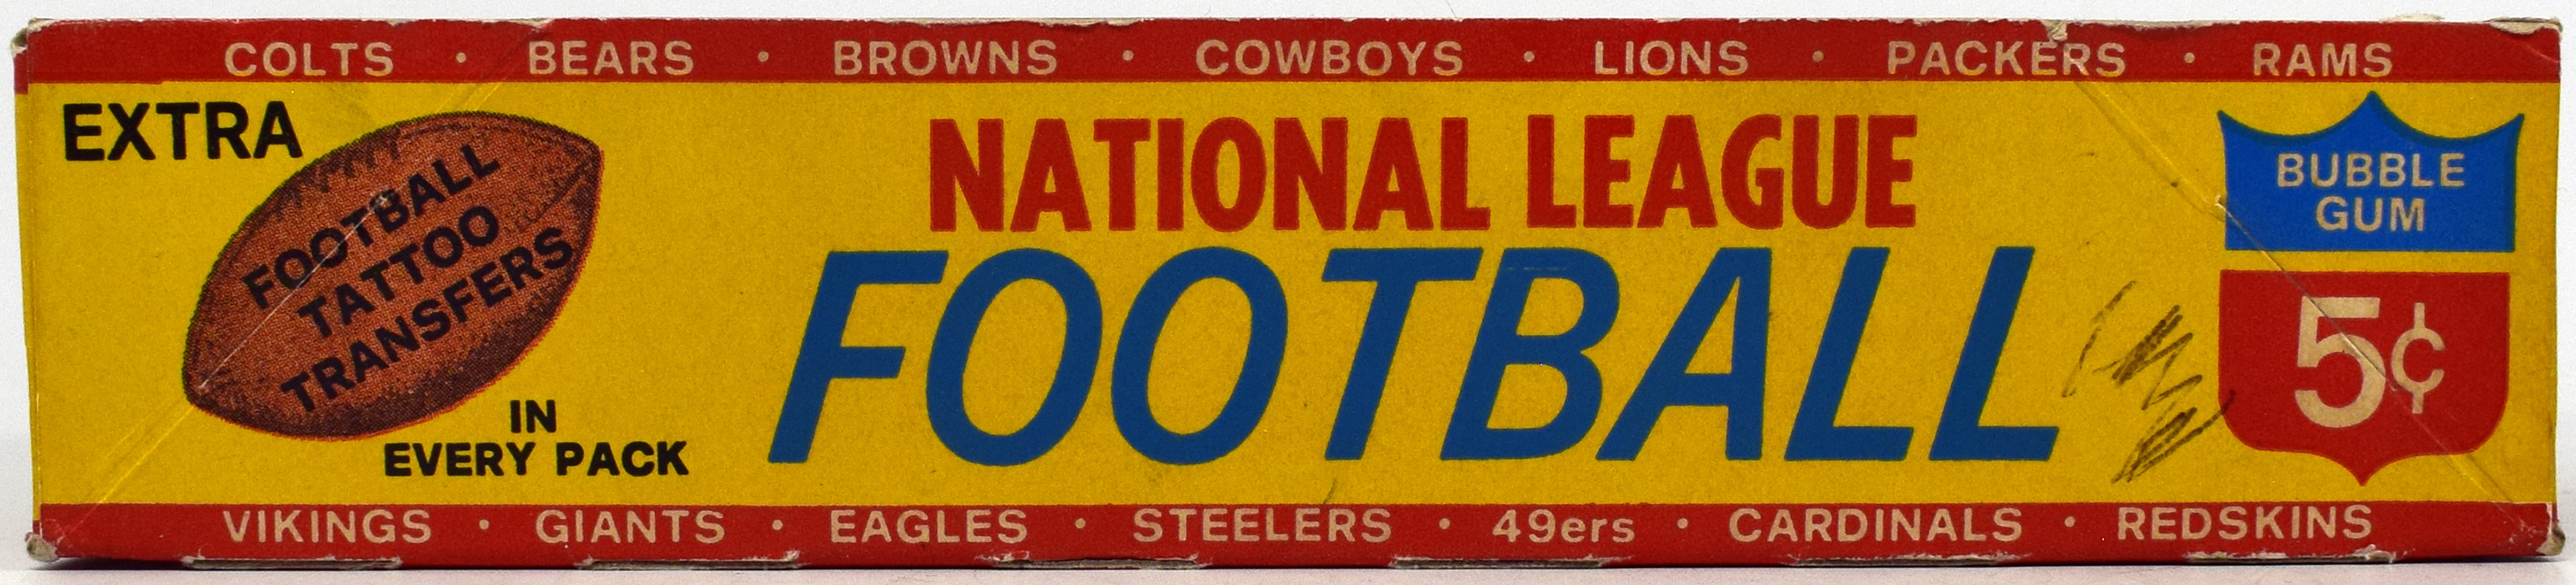 COLTS • BEARS • BROWNS • COWBOYS • LIONS • PACKERS • RAMS
EXTRA
FOOTBALL
TATTOO
TRANSFERS
IN
EVERY PACK
NATIONAL LEAGUE
FOOTBALL
BUBBLE
GUM
5¢
VIKINGS • GIANTS • EAGLES • STEELERS • 49ers • CARDINALS • REDSKINS